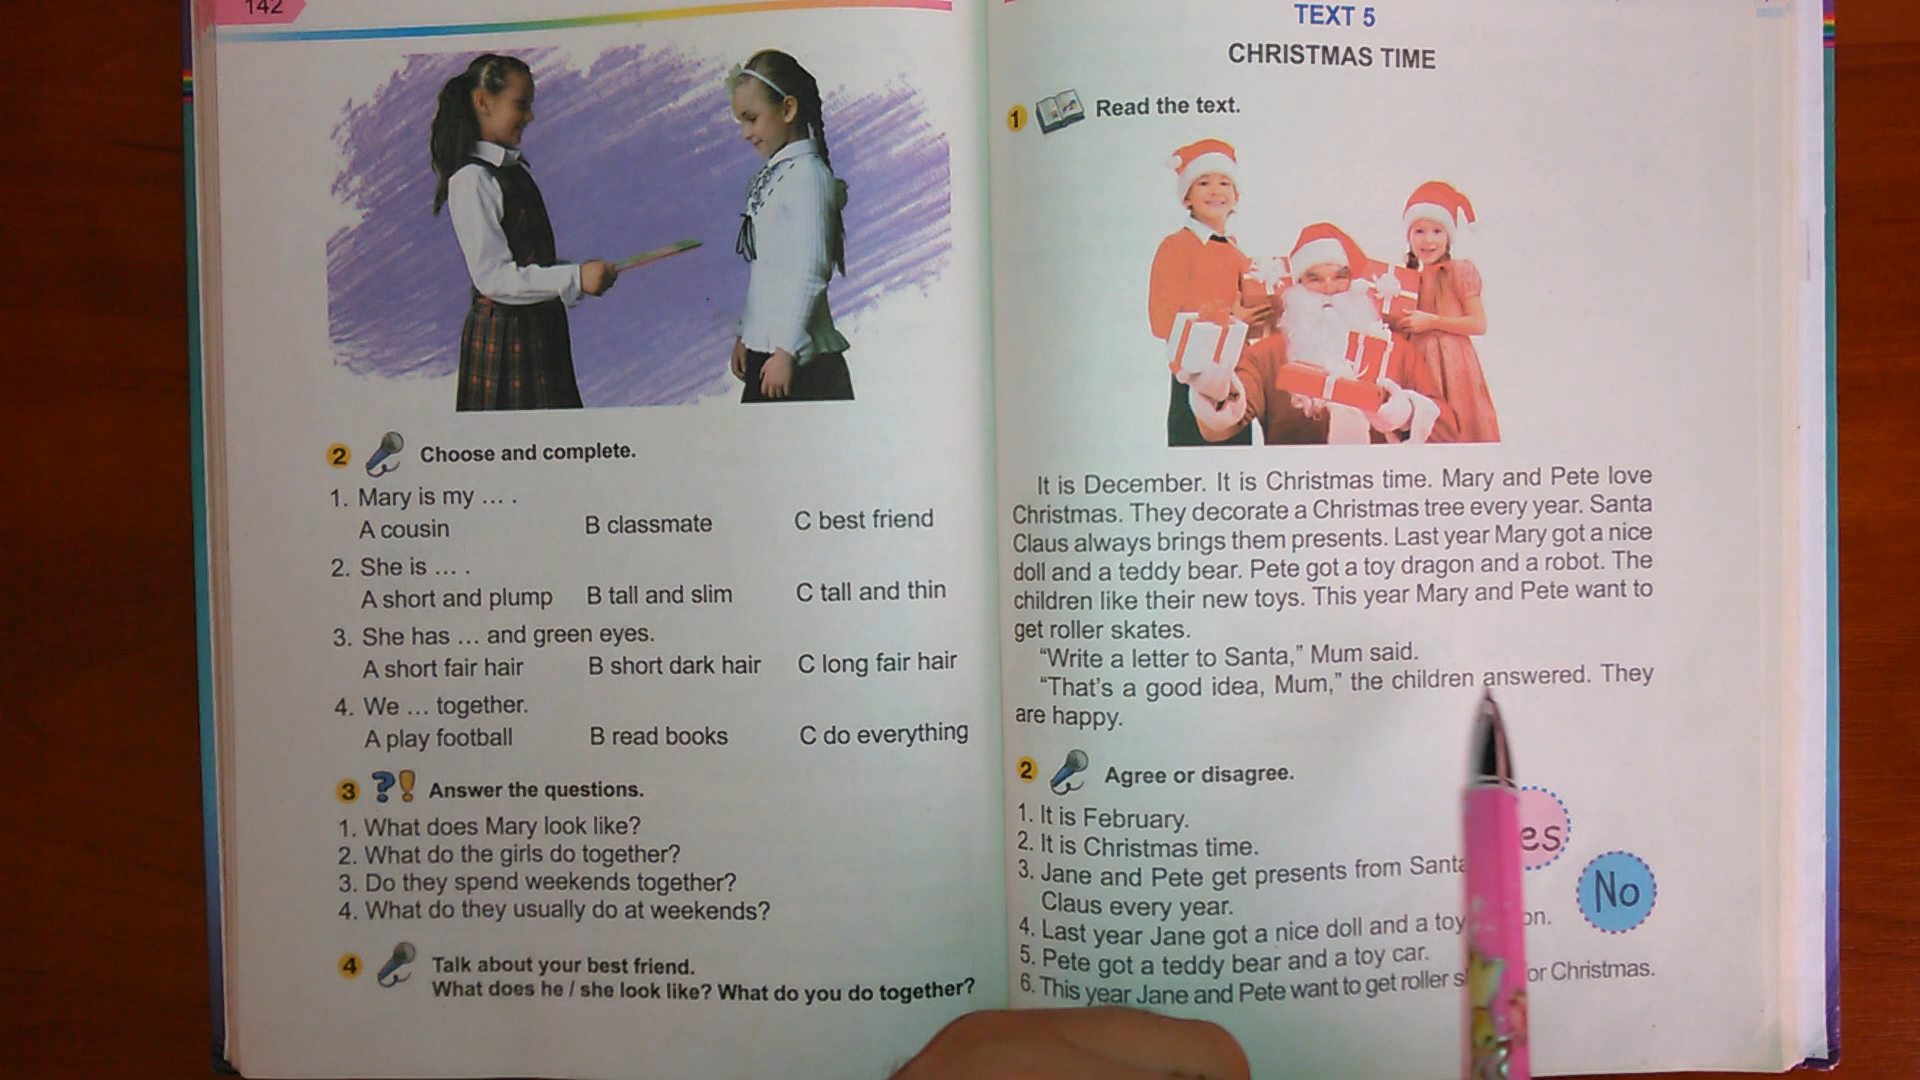 142
2 Choose and complete.
1. Mary is my ... .
A cousin B classmate C best friend
2. She is ... .
A short and plump B tall and slim C tall and thin
3. She has ... and green eyes.
A short fair hair B short dark hair C long fair hair
4. We ... together.
A play football B read books C do everything
3 ?! Answer the questions.
1. What does Mary look like?
2. What do the girls do together?
3. Do they spend weekends together?
4. What do they usually do at weekends?
4 Talk about your best friend.
What does he / she look like? What do you do together?
TEXT 5
CHRISTMAS TIME
1 Read the text.
It is December. It is Christmas time. Mary and Pete love
Christmas. They decorate a Christmas tree every year. Santa
Claus always brings them presents. Last year Mary got a nice
doll and a teddy bear. Pete got a toy dragon and a robot. The
children like their new toys. This year Mary and Pete want to
get roller skates.
“Write a letter to Santa,” Mum said.
“That’s a good idea, Mum,” the children answered. They
are happy.
2 Agree or disagree.
1. It is February.
2. It is Christmas time.
3. Jane and Pete get presents from Santa
Claus every year.
4. Last year Jane got a nice doll and a toy on.
5. Pete got a teddy bear and a toy car.
6. This year Jane and Pete want to get roller s or Christmas.
es
No